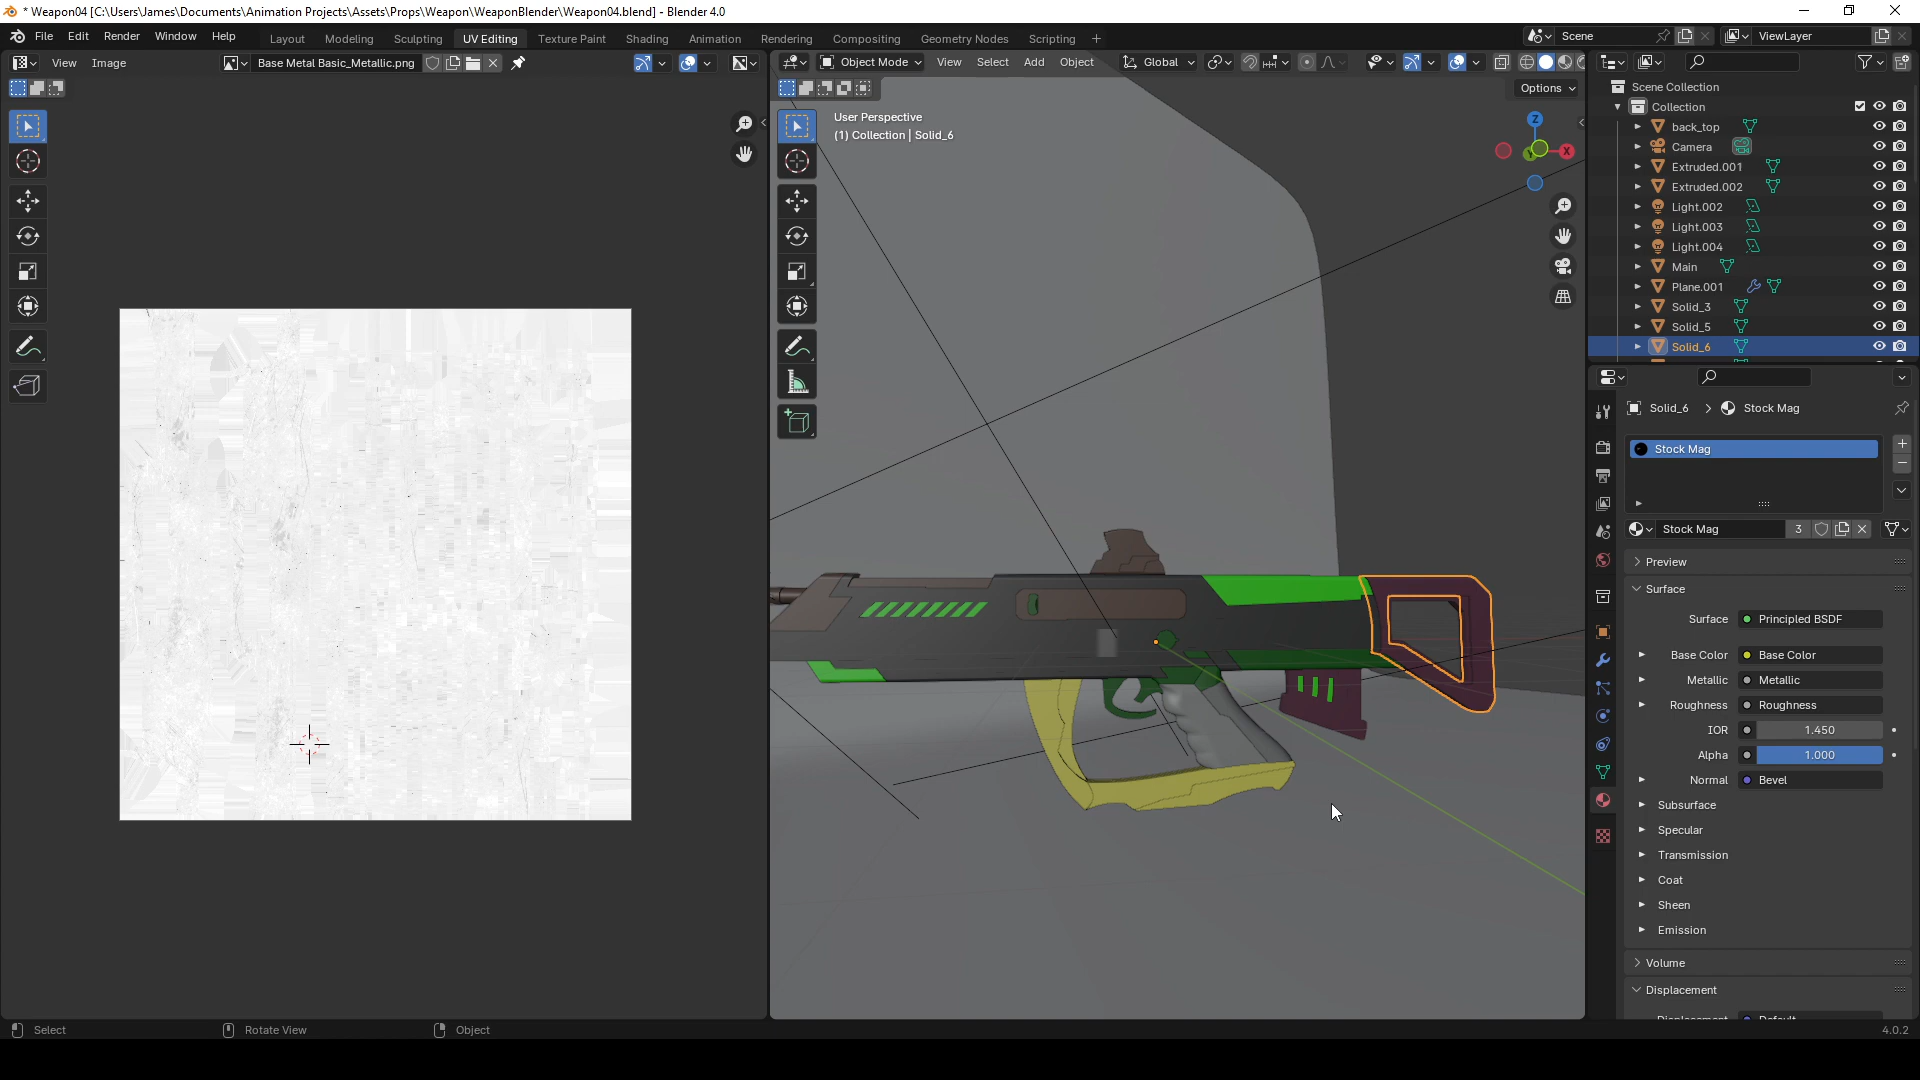 * Weapon04 [C:\Users\James\Documents\Animation Projects\Assets\Props\Weapon\WeaponBlender\Weapon04.blend] - Blender 4.0
File Edit Render Window Help Layout Modeling Sculpting UV Editing Texture Paint Shading Animation Rendering Compositing Geometry Nodes Scripting + Scene ViewLayer
View Image Base Metal Basic_Metallic.png Object Mode View Select Add Object Global
Options
User Perspective
(1) Collection | Solid_6
Z
X
Y
Scene Collection
Collection
back_top
Camera
Extruded.001
Extruded.002
Light.002
Light.003
Light.004
Main
Plane.001
Solid_3
Solid_5
Solid_6
Solid_6 > Stock Mag
Stock Mag
Stock Mag 3
Preview
Surface
Surface Principled BSDF
Base Color Base Color
Metallic Metallic
Roughness Roughness
IOR 1.450
Alpha 1.000
Normal Bevel
Subsurface
Specular
Transmission
Coat
Sheen
Emission
Volume
Displacement
Displacement Default
Select Rotate View Object 4.0.2